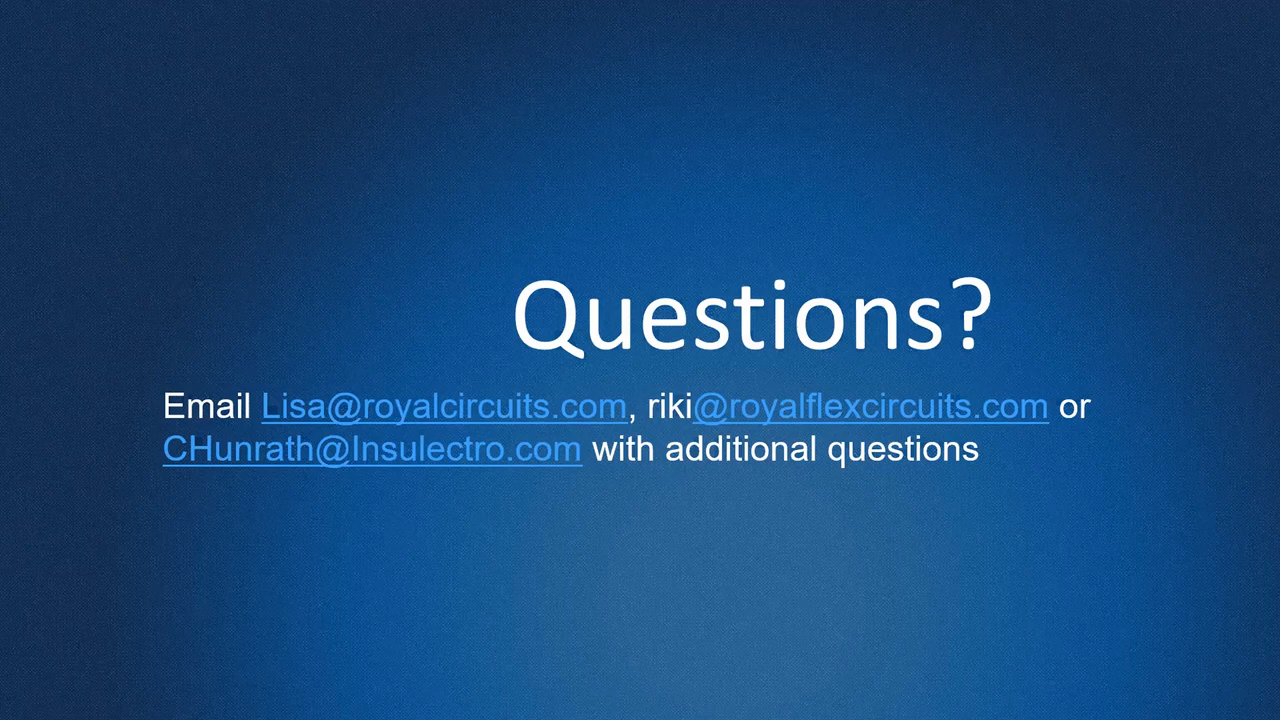 Questions?
Email Lisa@royalcircuits.com, riki@royalflexcircuits.com or
CHunrath@Insulectro.com with additional questions